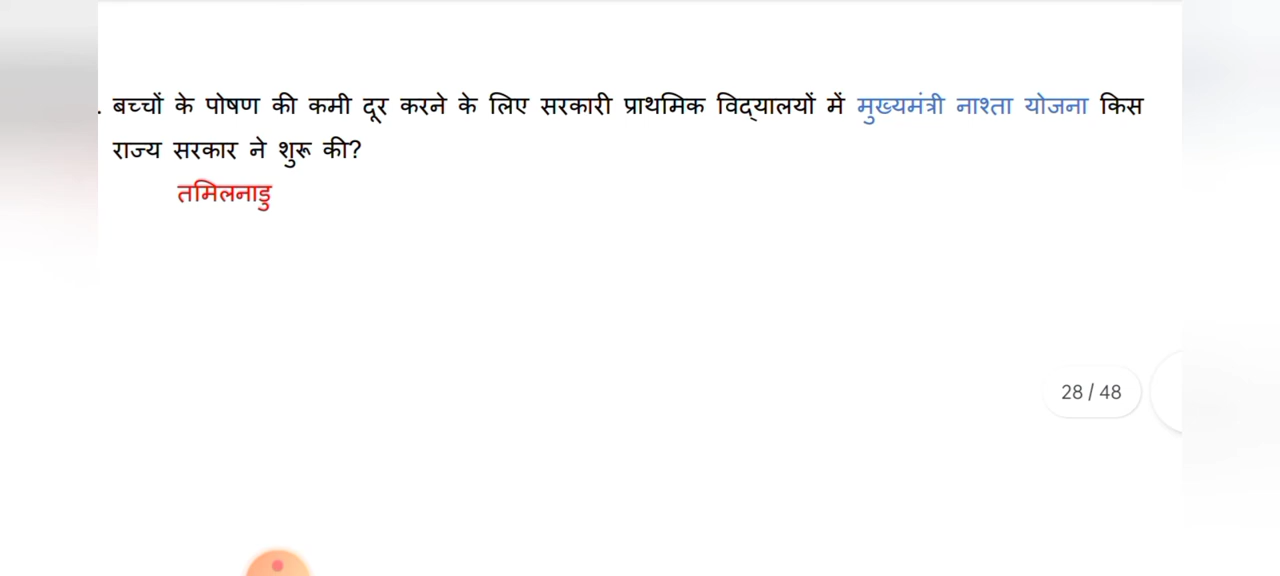 . बच्चों के पोषण की कमी दूर करने के लिए सरकारी प्राथमिक विद्यालयों में मुख्यमंत्री नाश्ता योजना किस
राज्य सरकार ने शुरू की?
तमिलनाडु
28 / 48